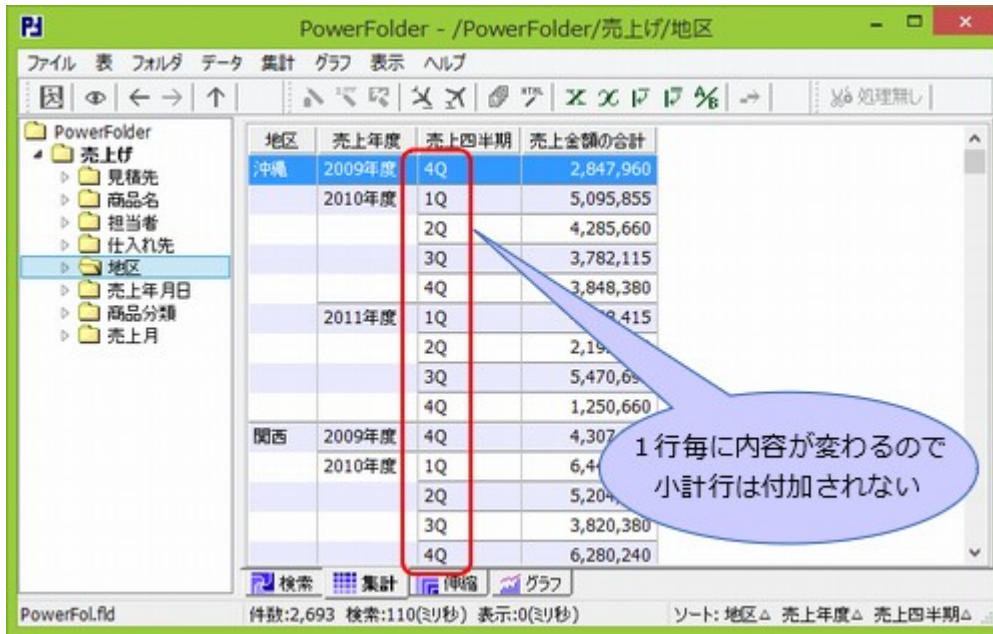 PowerFolder - /PowerFolder/売上げ/地区
ファイル 表 フォルダ データ 集計 グラフ 表示 ヘルプ
処理無し
PowerFolder
売上げ
見積先
商品名
担当者
仕入れ先
地区
売上年月日
商品分類
売上月
地区 売上年度 売上四半期 売上金額の合計
沖縄 2009年度 4Q 2,847,960
2010年度 1Q 5,095,855
2Q 4,285,660
3Q 3,782,115
4Q 3,848,380
2011年度 1Q 415
2Q
3Q
4Q 1,250,660
関西 2009年度 4Q
2010年度 1Q
2Q
3Q 3,820,380
4Q 6,280,240
1行毎に内容が変わるので
小計行は付加されない
検索 集計 伸縮 グラフ
PowerFol.fld 件数:2,693 検索:110(ミリ秒) 表示:0(ミリ秒) ソート: 地区△ 売上年度△ 売上四半期△